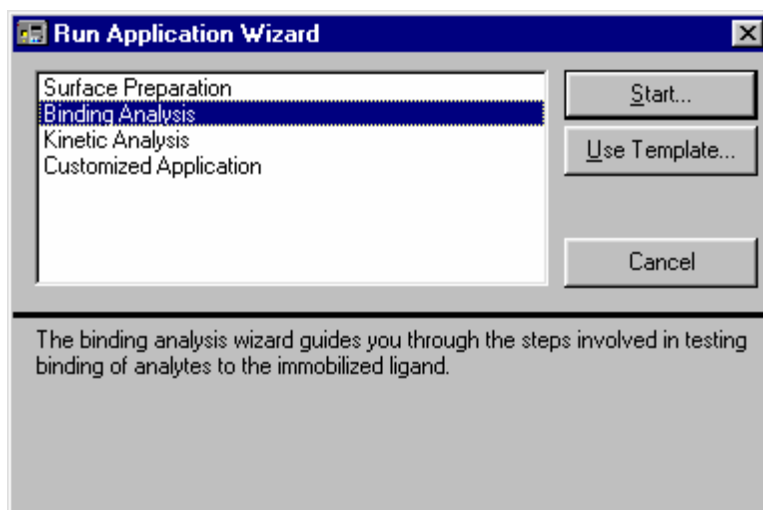 Run Application Wizard
Surface Preparation
Binding Analysis
Kinetic Analysis
Customized Application
Start...
Use Template...
Cancel
The binding analysis wizard guides you through the steps involved in testing
binding of analytes to the immobilized ligand.